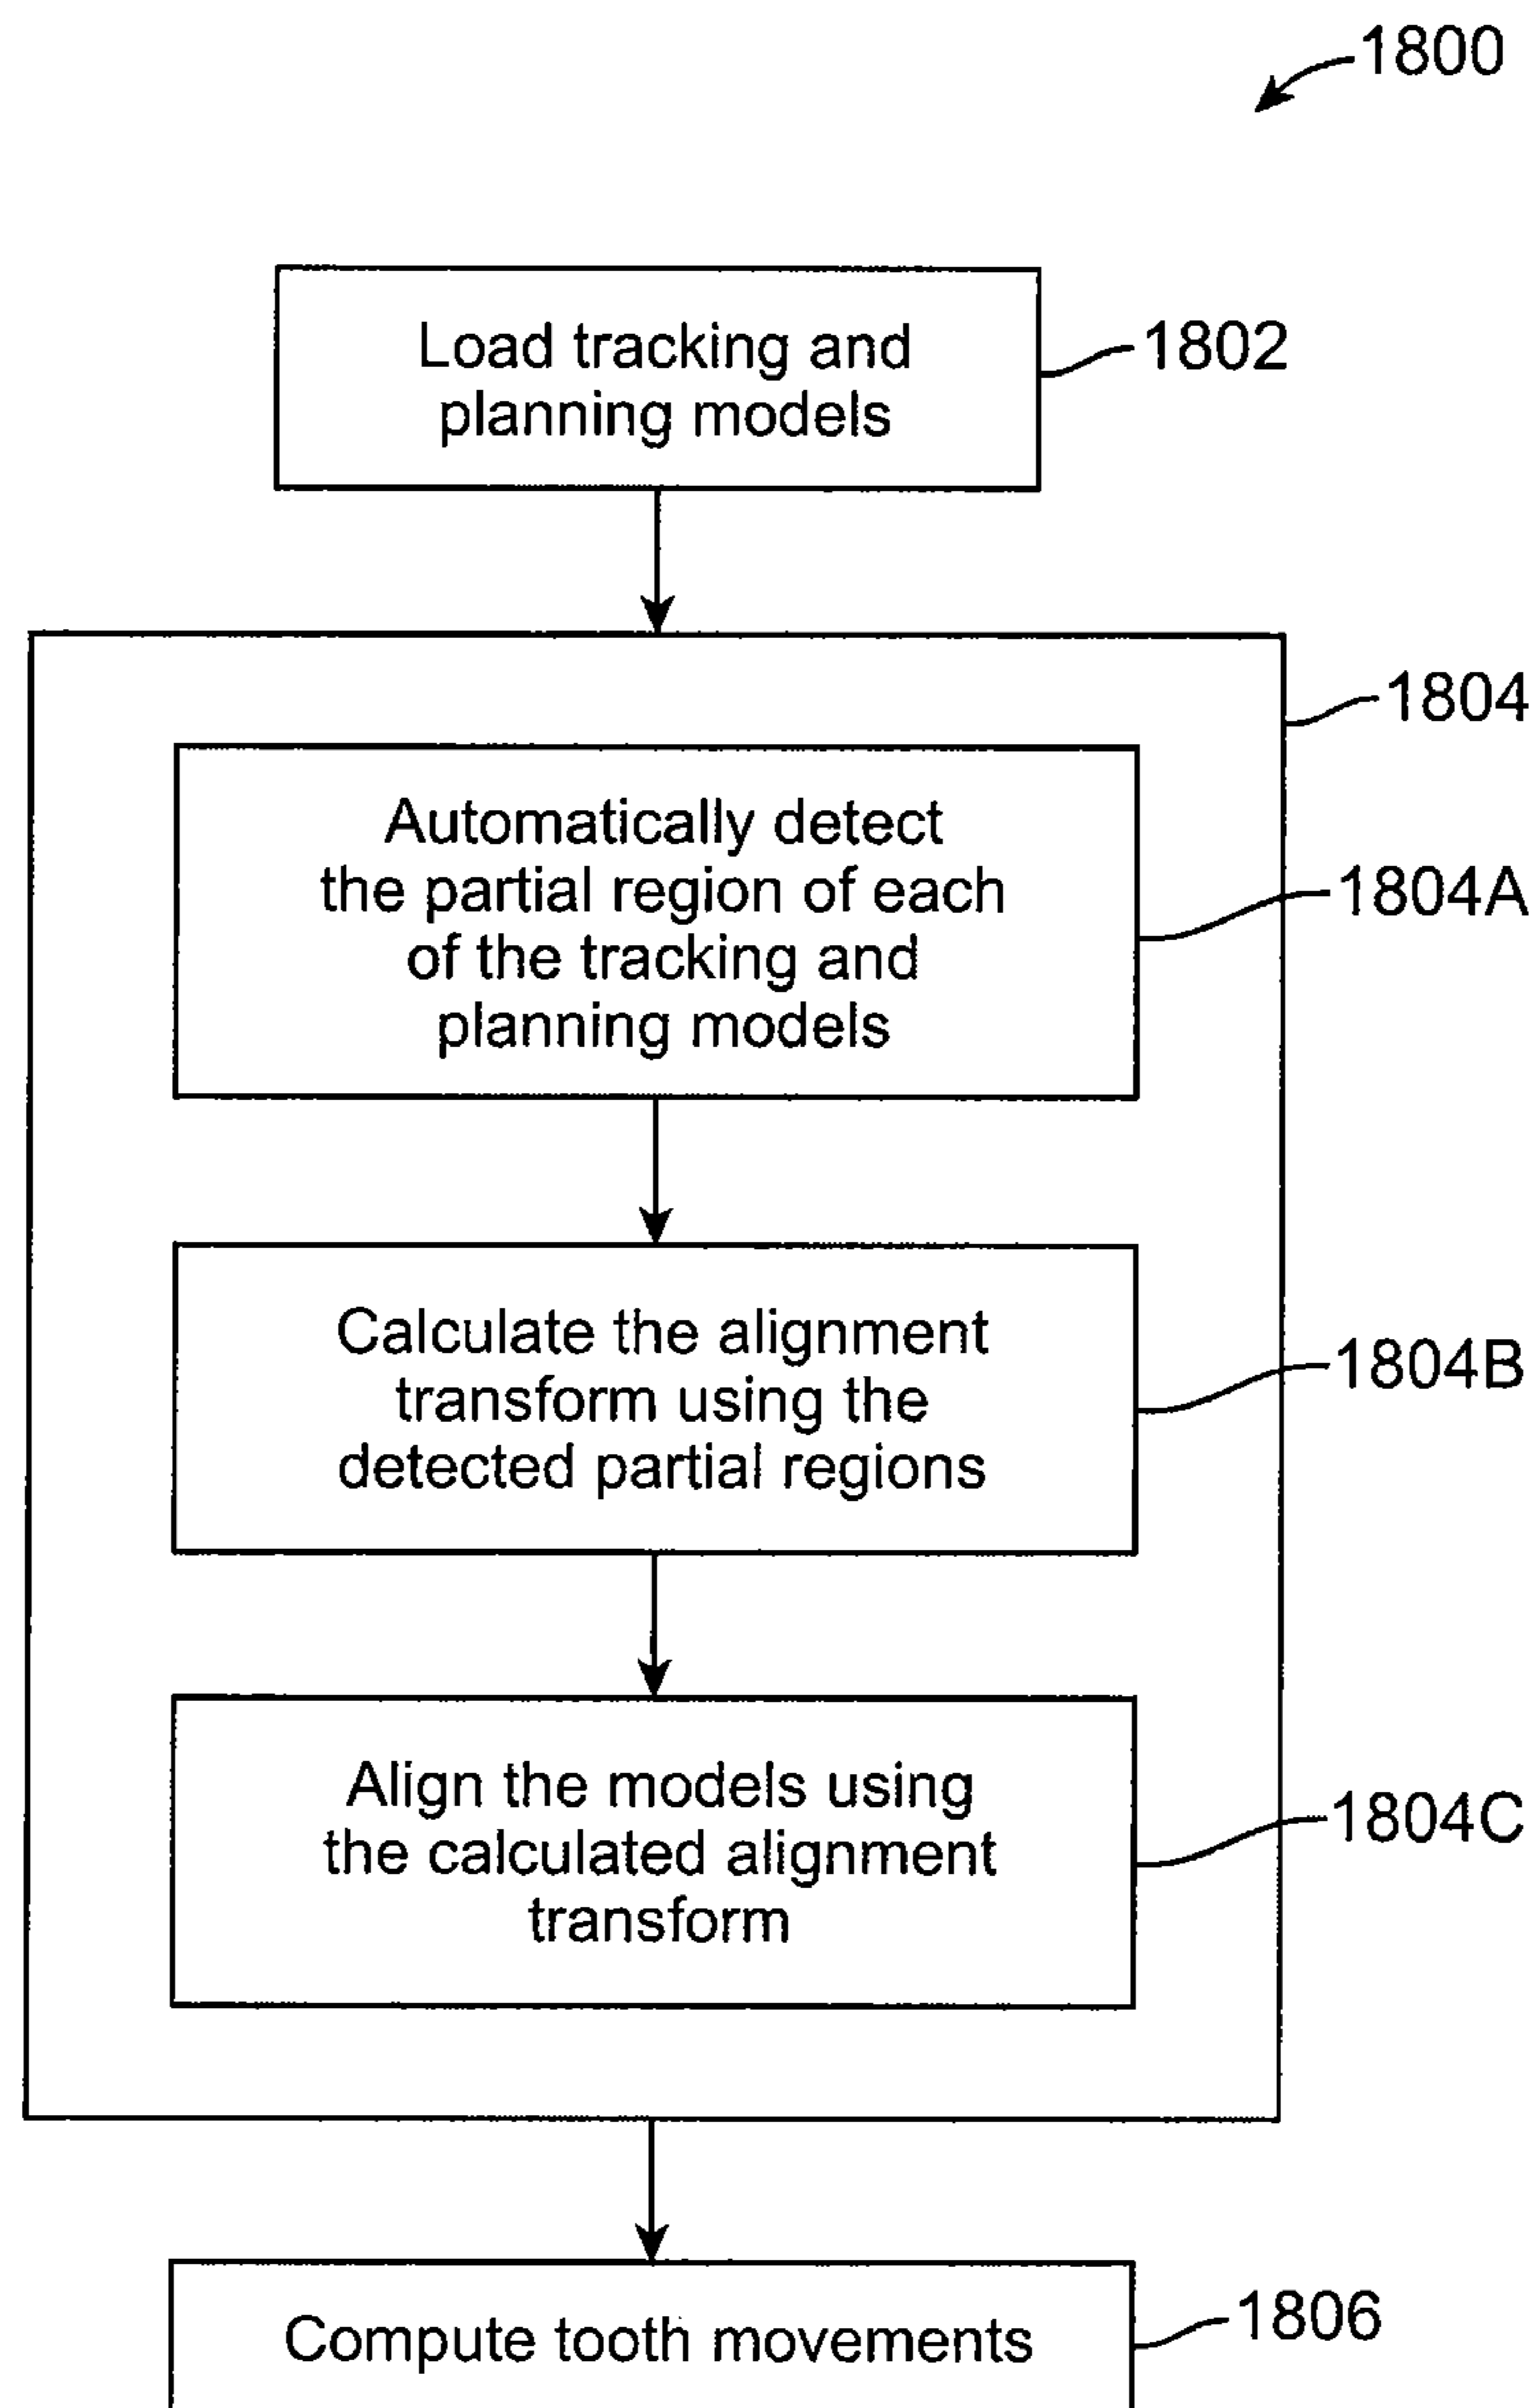 1800
Load tracking and
planning models
1802
1804
Automatically detect
the partial region of each
of the tracking and
planning models
1804A
Calculate the alignment
transform using the
detected partial regions
1804B
Align the models using
the calculated alignment
transform
1804C
Compute tooth movements
1806